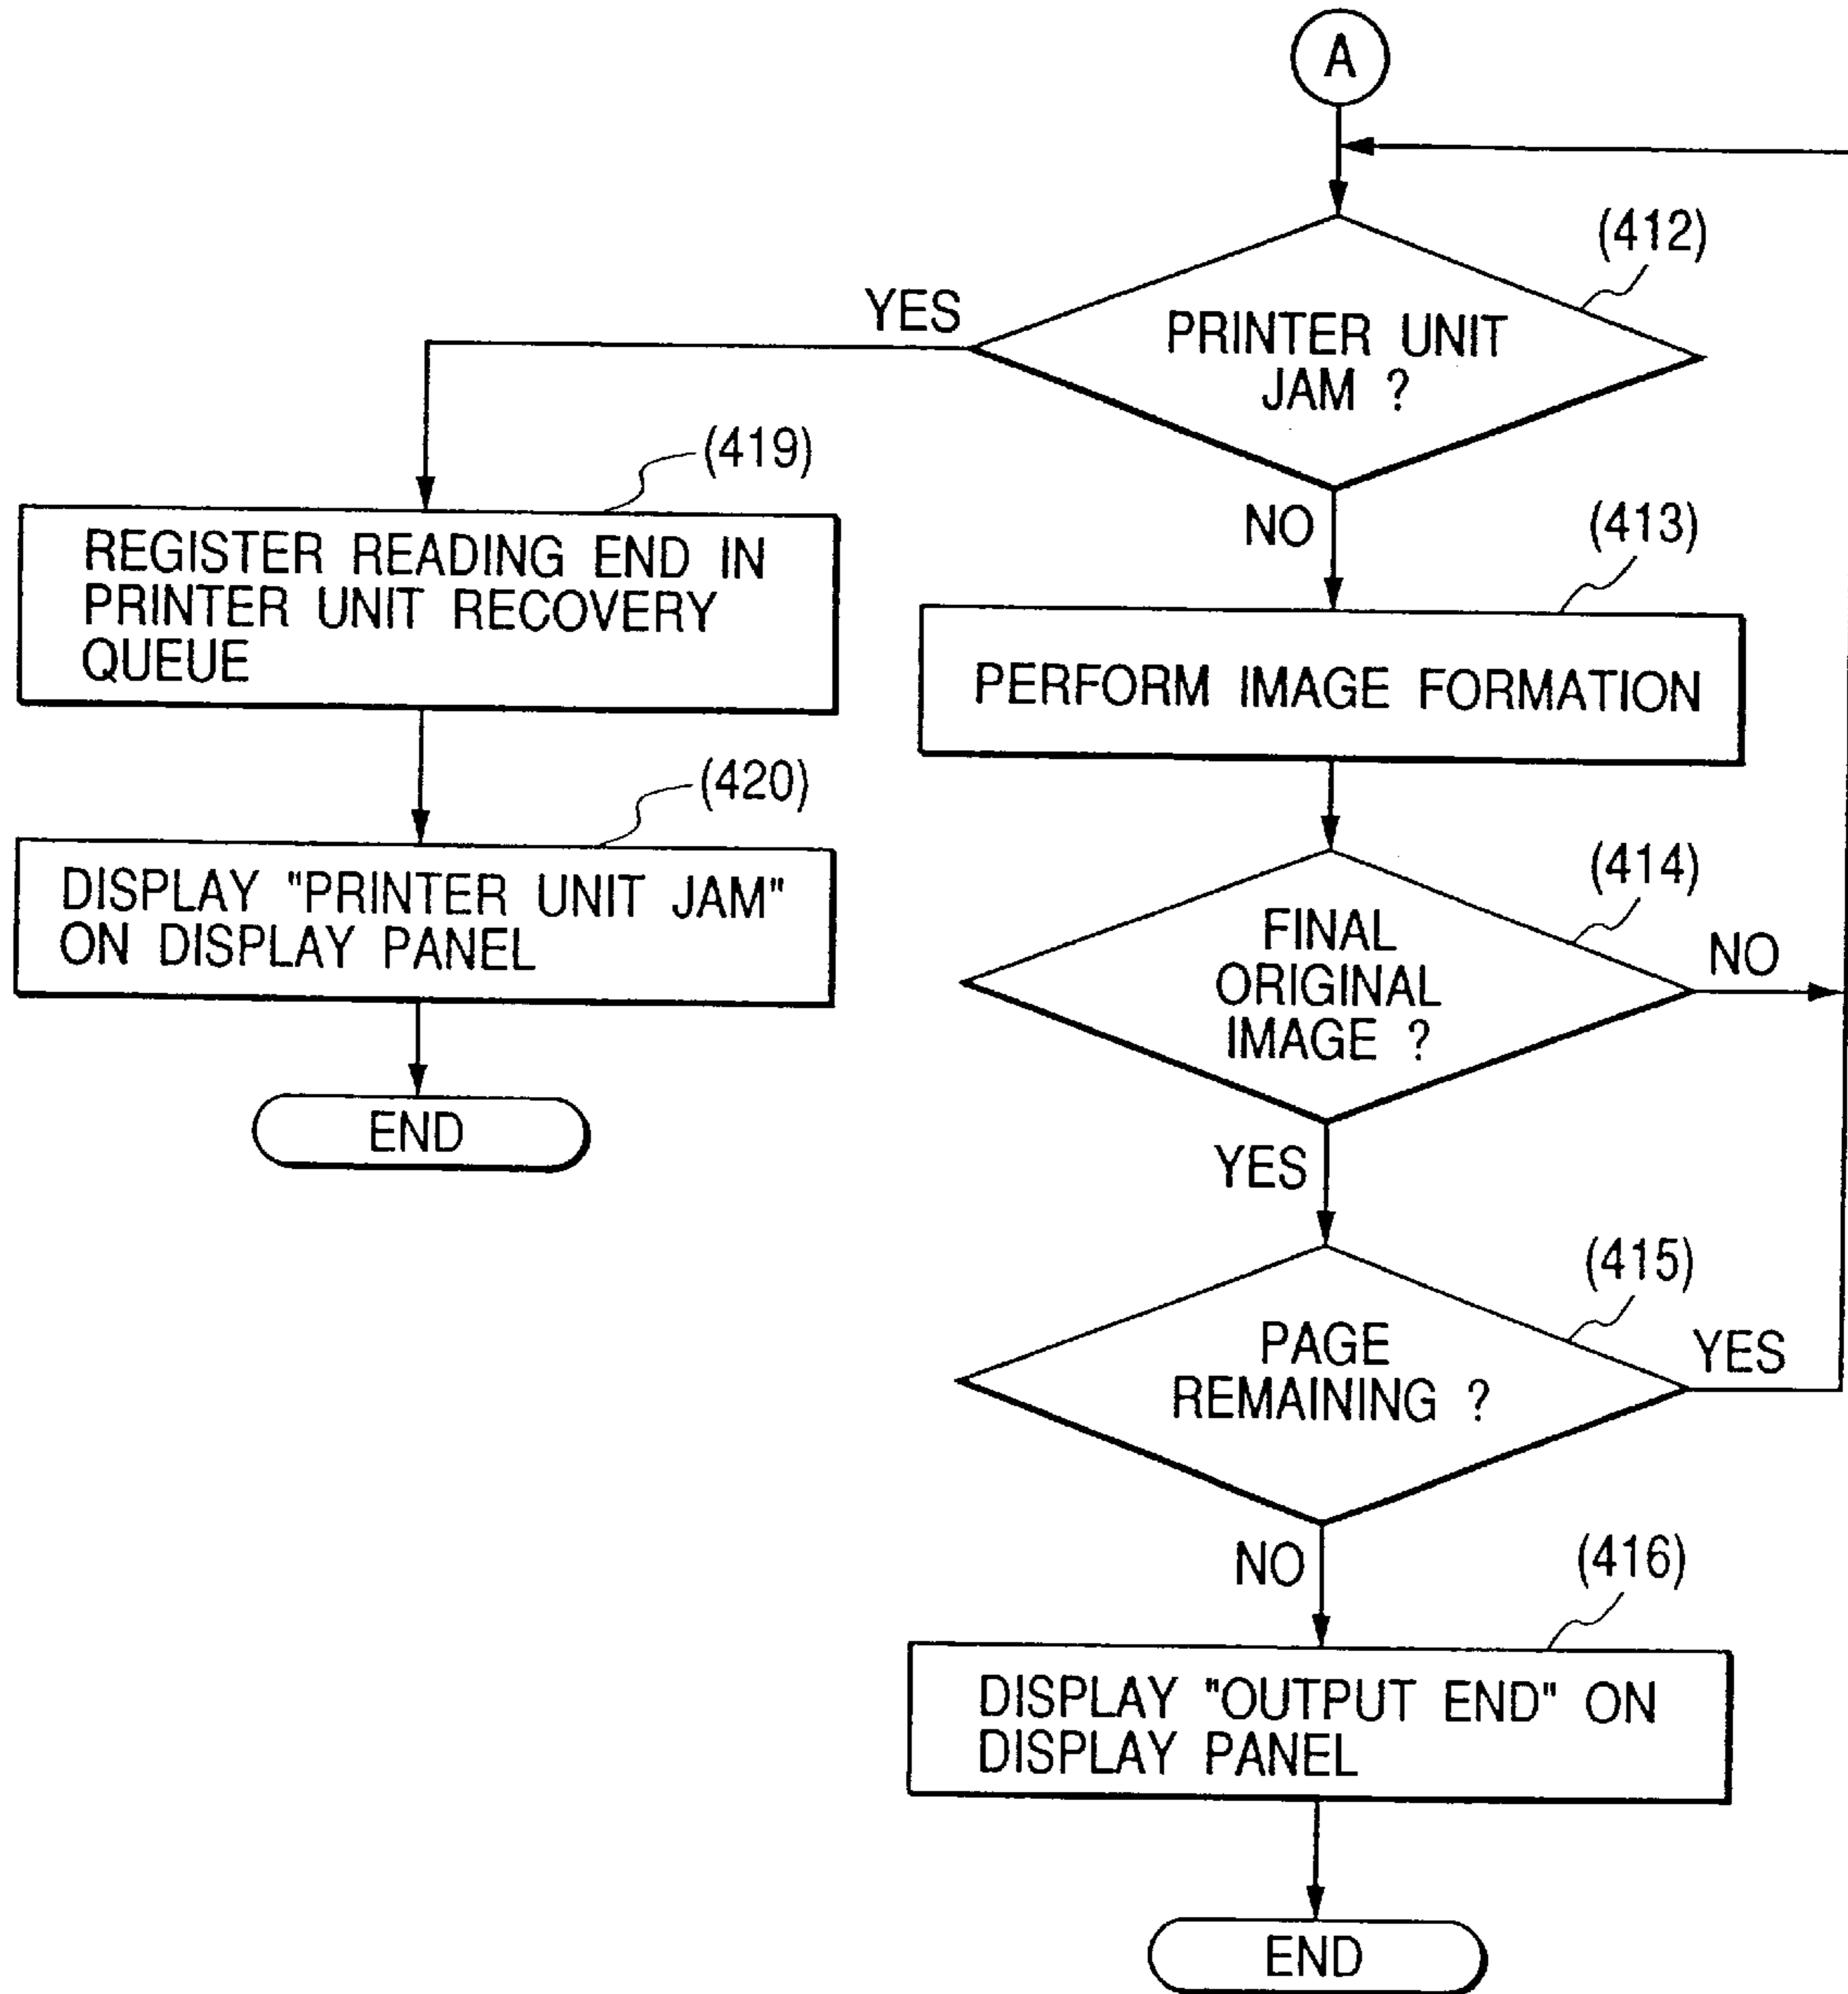 A
(412)
YES
PRINTER UNIT
JAM ?
(419)
NO
(413)
REGISTER READING END IN
PRINTER UNIT RECOVERY
QUEUE
PERFORM IMAGE FORMATION
(420)
(414)
DISPLAY "PRINTER UNIT JAM"
ON DISPLAY PANEL
FINAL
ORIGINAL
IMAGE ?
NO
END
YES
(415)
PAGE
REMAINING ?
YES
NO
(416)
DISPLAY "OUTPUT END" ON
DISPLAY PANEL
END